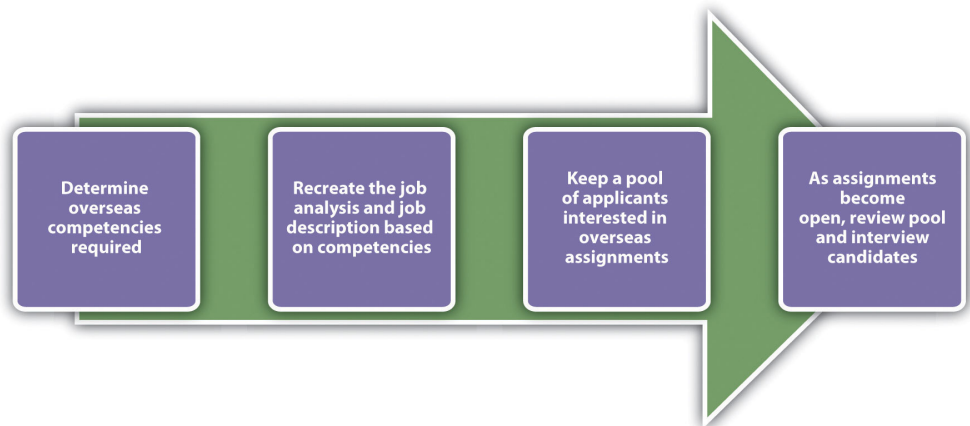 Determine
overseas
competencies
required
Recreate the job
analysis and job
description based
on competencies
Keep a pool
of applicants
interested in
overseas
assignments
As assignments
become
open, review pool
and interview
candidates